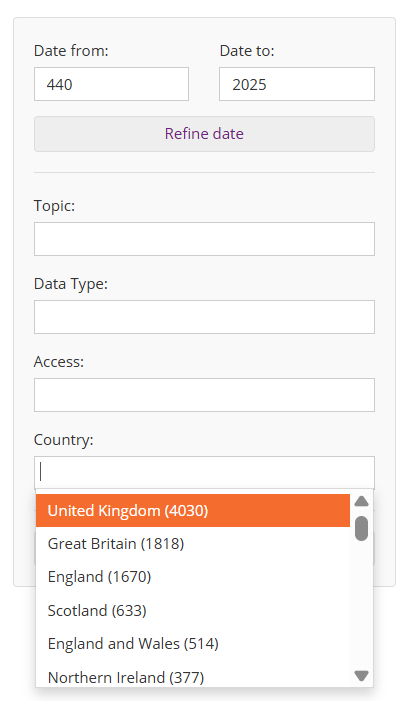 Date from: Date to:
440 2025
Refine date
Topic:
Data Type:
Access:
Country:
United Kingdom (4030)
Great Britain (1818)
England (1670)
Scotland (633)
England and Wales (514)
Northern Ireland (377)